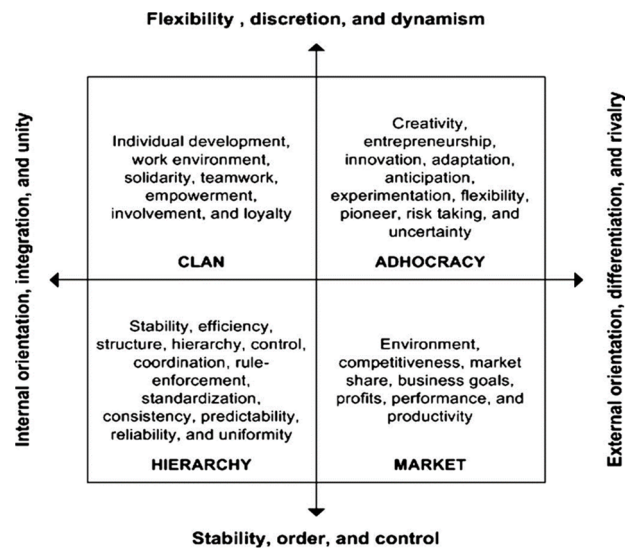 Flexibility , discretion, and dynamism
Internal orientation, integration, and unity
Individual development,
work environment,
solidarity, teamwork,
empowerment,
involvement, and loyalty
CLAN
Creativity,
entrepreneurship,
innovation, adaptation,
anticipation,
experimentation, flexibility,
pioneer, risk taking, and
uncertainty
ADHOCRACY
External orientation, differentiation, and rivalry
Stability, efficiency,
structure, hierarchy, control,
coordination, rule-
enforcement,
standardization,
consistency, predictability,
reliability, and uniformity
HIERARCHY
Environment,
competitiveness, market
share, business goals,
profits, performance, and
productivity
MARKET
Stability, order, and control